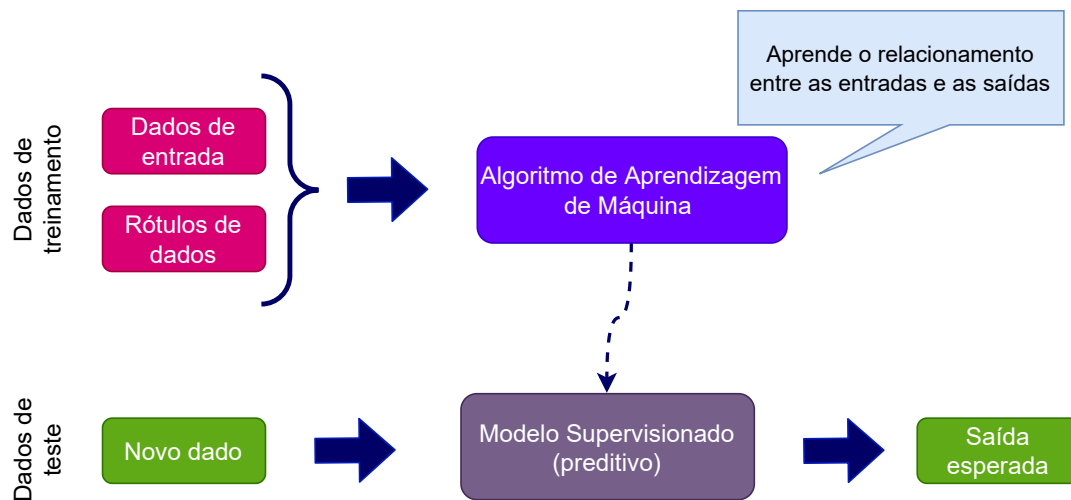 Aprende o relacionamento
entre as entradas e as saídas
Dados de
treinamento
Dados de
entrada
Rótulos de
dados
Algoritmo de Aprendizagem
de Máquina
Dados de
teste
Novo dado
Modelo Supervisionado
(preditivo)
Saída
esperada